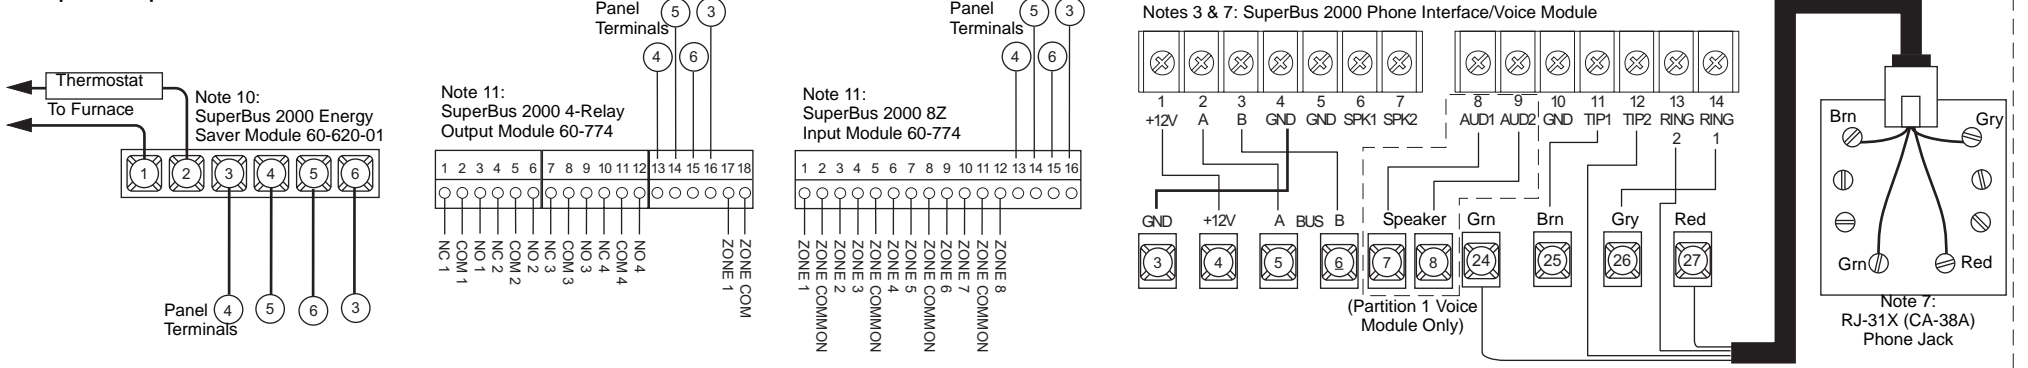 Thermostat
To Furnace
Note 10:
SuperBus 2000 Energy
Saver Module 60-620-01
1 2 3 4 5 6
Panel
Terminals
4 5 6 3
Panel
Terminals
5 3
4 6
Note 11:
SuperBus 2000 4-Relay
Output Module 60-774
1 2 3 4 5 6 7 8 9 10 11 12 13 14 15 16 17 18
NC 1
COM 1
NO 1
NC 2
COM 2
NO 2
NC 3
COM 3
NO 3
NC 4
COM 4
NO 4
ZONE 1
ZONE COM
Panel
Terminals
5 3
4 6
Note 11:
SuperBus 2000 8Z
Input Module 60-774
1 2 3 4 5 6 7 8 9 10 11 12 13 14 15 16
ZONE 1
ZONE COMMON
ZONE 2
ZONE 3
ZONE COMMON
ZONE 4
ZONE 5
ZONE COMMON
ZONE 6
ZONE 7
ZONE COMMON
ZONE 8
Notes 3 & 7: SuperBus 2000 Phone Interface/Voice Module
1 2 3 4 5 6 7 8 9 10 11 12 13 14
+12V A B GND GND SPK1 SPK2 AUD1 AUD2 GND TIP1 TIP2 RING RING
2 1
GND +12V A BUS B Speaker Grn Brn Gry Red
3 4 5 6 7 8 24 25 26 27
(Partition 1 Voice
Module Only)
Brn Gry
Grn Red
Note 7:
RJ-31X (CA-38A)
Phone Jack